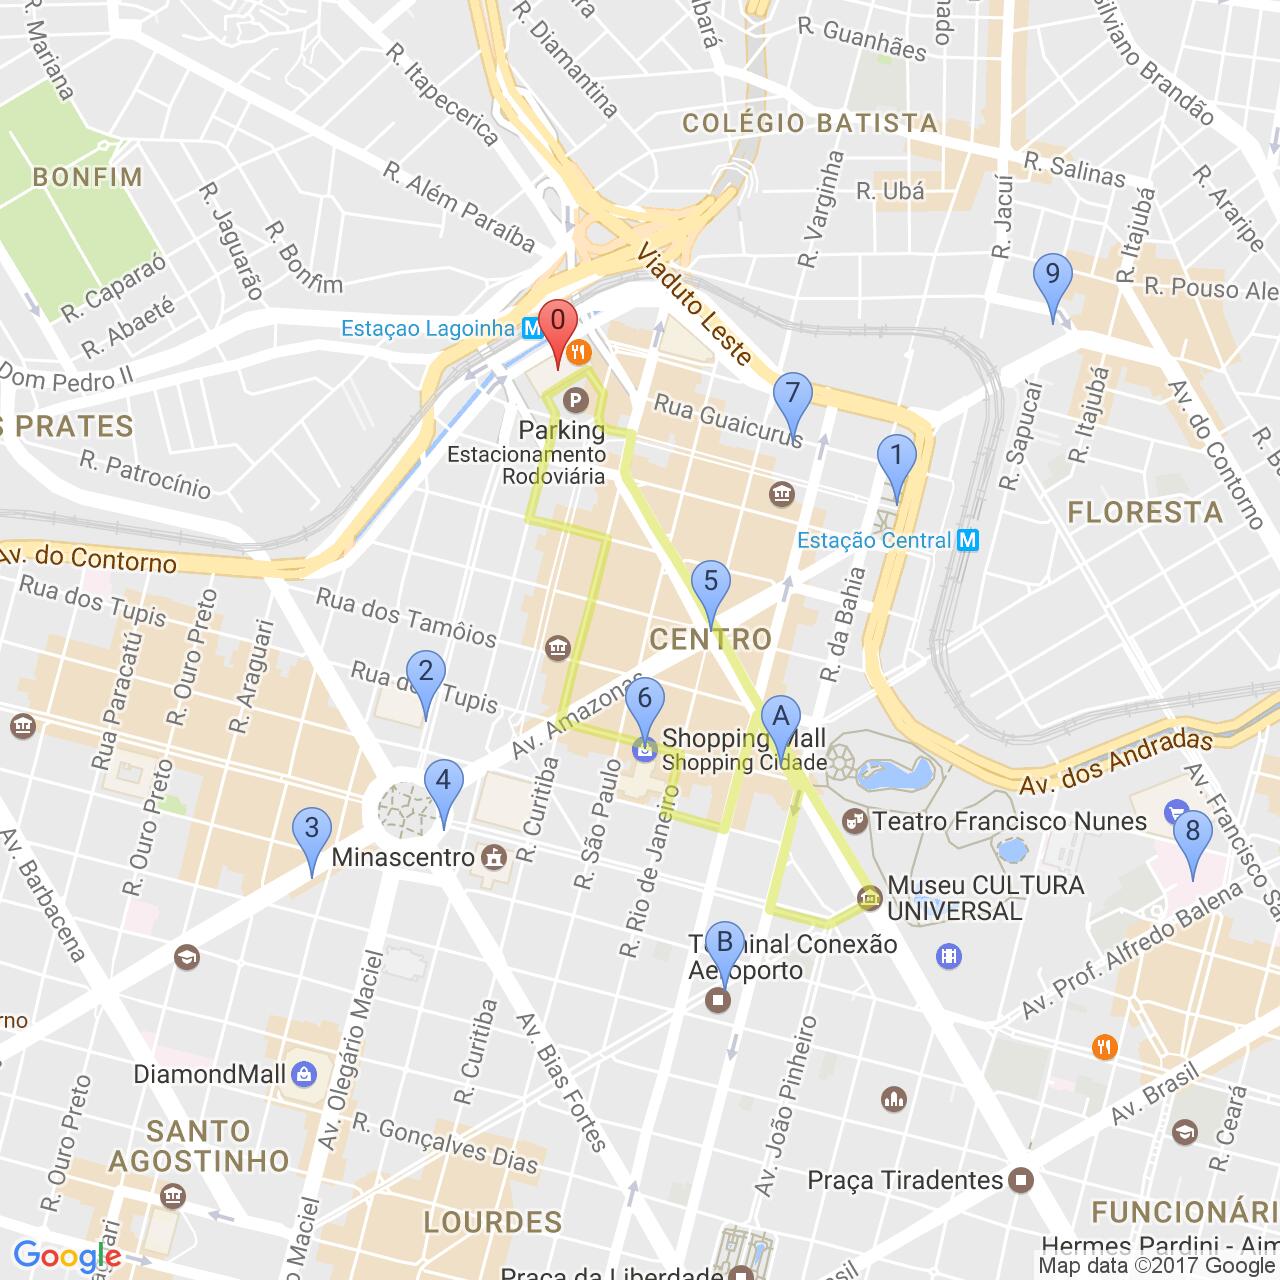 R. Mariana
R. Itapecerica
R. Diamantina
R. Guanhães
Silviano Brandão
COLÉGIO BATISTA
BONFIM
R. Além Paraíba
R. Jaguarão
R. Bonfim
R. Varginha
R. Ubá
R. Jacuí
R. Salinas
R. Araripe
R. Itajubá
R. Caparaó
R. Abaeté
Viaduto Leste
9
R. Pouso Ale
Estaçao Lagoinha
M
0
Dom Pedro II
7
P
Rua Guaicurus
Parking
Estacionamento
Rodoviária
S PRATES
R. Patrocínio
1
R. Sapucaí
R. Itajubá
Av. do Contorno
FLORESTA
Estação Central
M
Av. do Contorno
Rua dos Tupis
Rua dos Tamôios
5
CENTRO
R. da Bahia
Rua Paracatu
R. Ouro Preto
R. Araguari
2
Rua dos Tupis
Av. Amazonas
6
A
Shopping Mall
Shopping Cidade
Av. dos Andradas
4
3
Minascentro
R. Curitiba
R. São Paulo
R. Rio de Janeiro
Teatro Francisco Nunes
8
Av. Francisco Sa
R. Ouro Preto
Av. Barbacena
Museu CULTURA
UNIVERSAL
B
Terminal Conexão
Aeroporto
Av. Prof. Alfredo Balena
rno
Av. Olegário Maciel
R. Curitiba
Av. Bias Fortes
Av. João Pinheiro
DiamondMall
R. Ouro Preto
SANTO
AGOSTINHO
R. Gonçalves Dias
Av. Brasil
R. Ceará
Praça Tiradentes
LOURDES
FUNCIONÁRI
Hermes Pardini - Aim
Praça da Liberdade
Google
Map data ©2017 Google